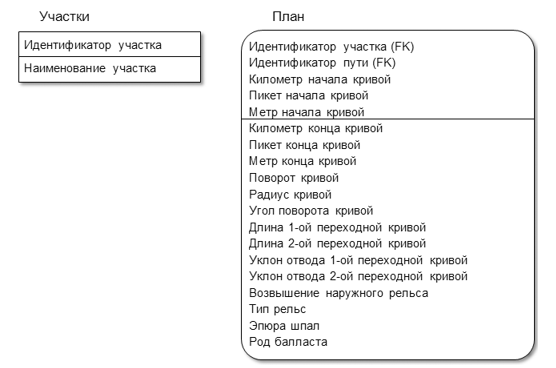 Участки
Идентификатор участка
Наименование участка
План
Идентификатор участка (FK)
Идентификатор пути (FK)
Километр начала кривой
Пикет начала кривой
Метр начала кривой
Километр конца кривой
Пикет конца кривой
Метр конца кривой
Поворот кривой
Радиус кривой
Угол поворота кривой
Длина 1-ой переходной кривой
Длина 2-ой переходной кривой
Уклон отвода 1-ой переходной кривой
Уклон отвода 2-ой переходной кривой
Возвышение наружного рельса
Тип рельс
Эпюра шпал
Род балласта